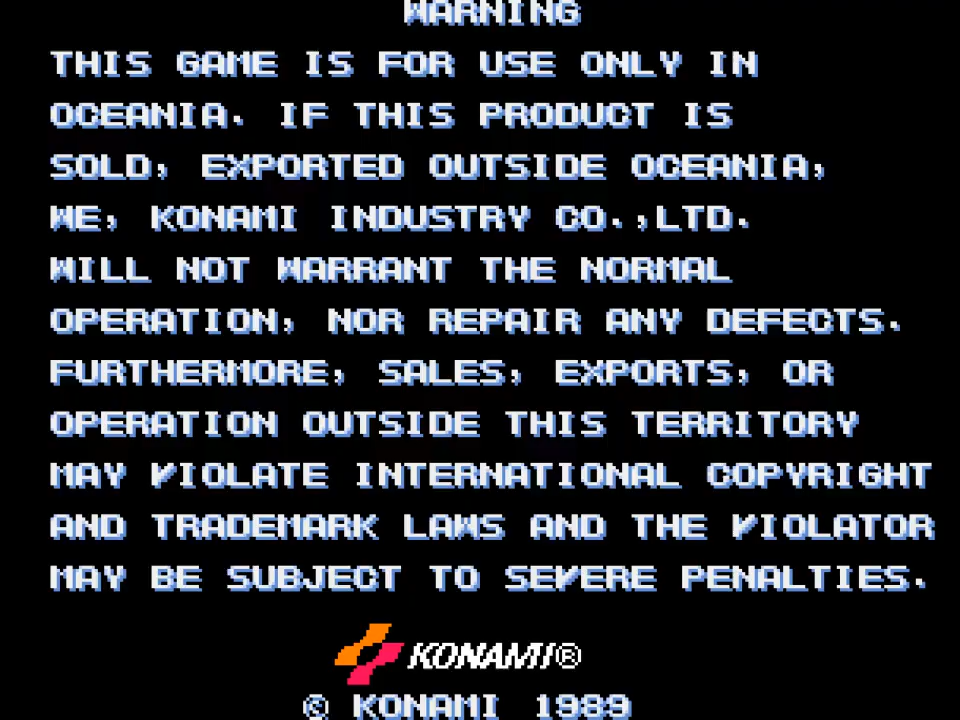 WARNING
THIS GAME IS FOR USE ONLY IN
OCEANIA. IF THIS PRODUCT IS
SOLD, EXPORTED OUTSIDE OCEANIA,
WE, KONAMI INDUSTRY CO.,LTD.
WILL NOT WARRANT THE NORMAL
OPERATION, NOR REPAIR ANY DEFECTS.
FURTHERMORE, SALES, EXPORTS, OR
OPERATION OUTSIDE THIS TERRITORY
MAY VIOLATE INTERNATIONAL COPYRIGHT
AND TRADEMARK LAWS AND THE VIOLATOR
MAY BE SUBJECT TO SEVERE PENALTIES.
KONAMI®
© KONAMI 1989